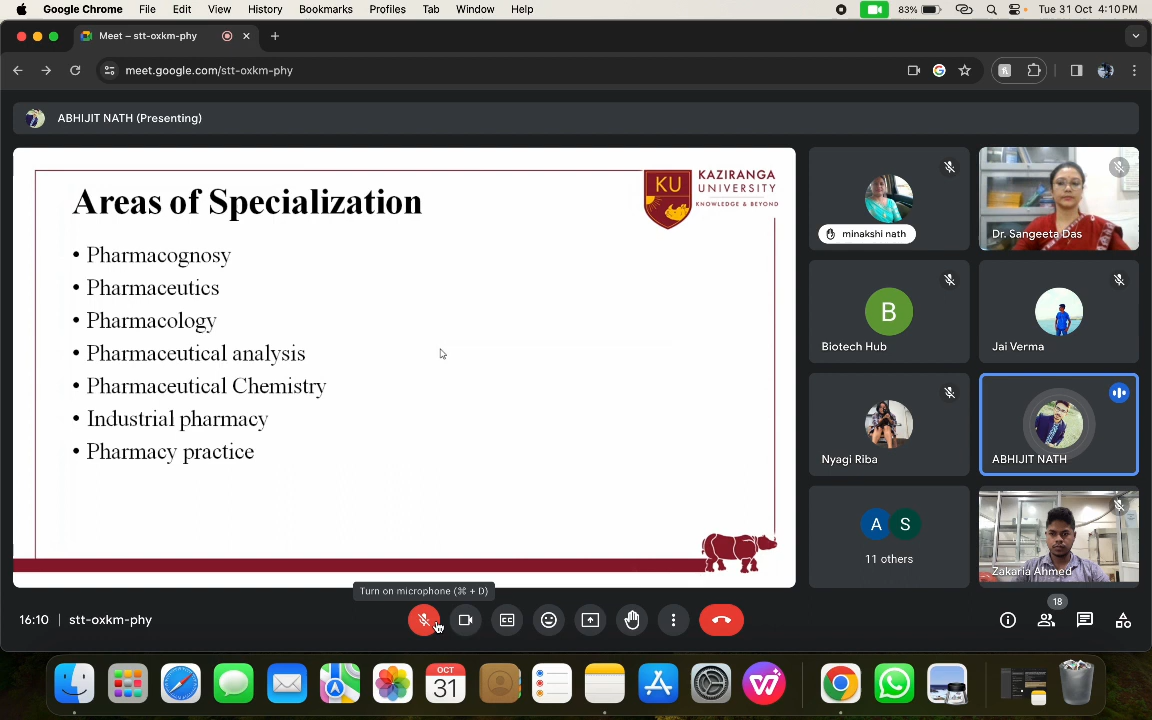 Google Chrome File Edit View History Bookmarks Profiles Tab Window Help 83% Tue 31 Oct 4:10 PM
Meet – stt-oxkm-phy
meet.google.com/stt-oxkm-phy
ABHIJIT NATH (Presenting)
Areas of Specialization
KU
KAZIRANGA
UNIVERSITY
KNOWLEDGE & BEYOND
• Pharmacognosy
• Pharmaceutics
• Pharmacology
• Pharmaceutical analysis
• Pharmaceutical Chemistry
• Industrial pharmacy
• Pharmacy practice
minakshi nath
Dr. Sangeeta Das
B
Biotech Hub
Jai Verma
Nyagi Riba
ABHIJIT NATH
A S
11 others
Zakaria Ahmed
Turn on microphone (⌘ + D)
16:10 | stt-oxkm-phy
18
OCT
31